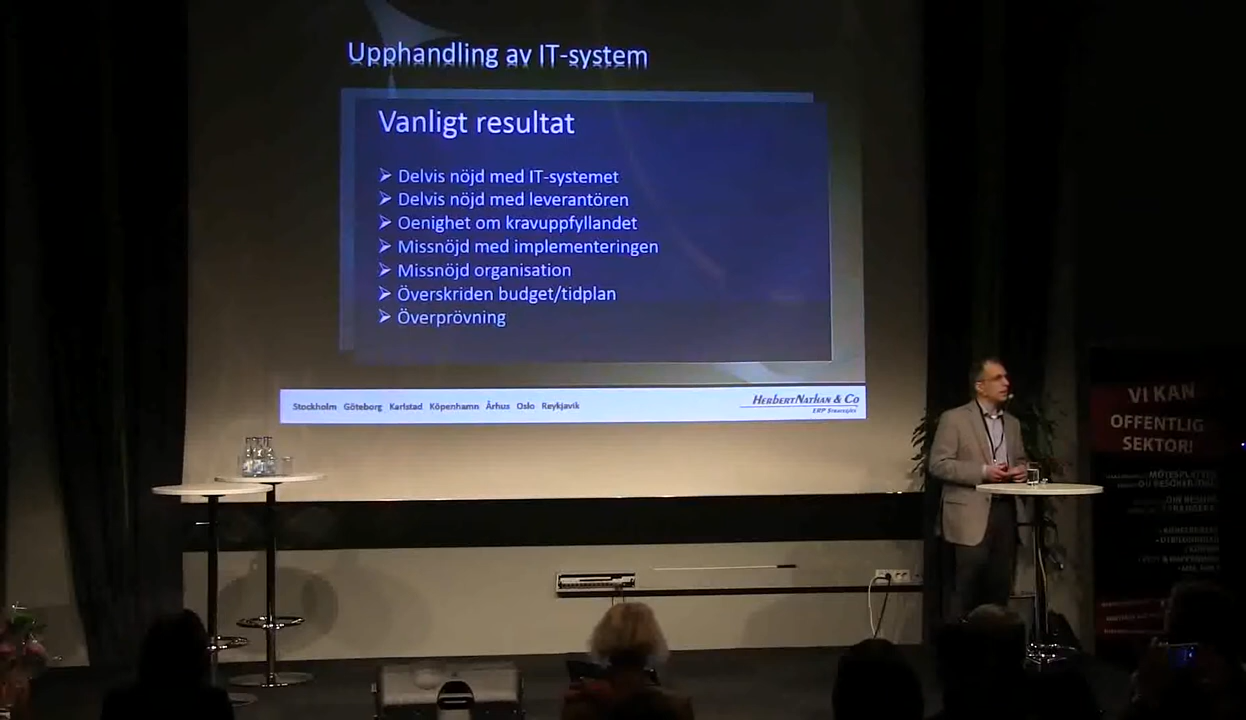 Upphandling av IT-system
Vanligt resultat
➢ Delvis nöjd med IT-systemet
➢ Delvis nöjd med leverantören
➢ Oenighet om kravuppfyllandet
➢ Missnöjd med implementeringen
➢ Missnöjd organisation
➢ Överskriden budget/tidplan
➢ Överprövning
Stockholm Göteborg Karlstad Köpenhamn Århus Oslo Reykjavik
HerbertNathan & Co
ERP Strategies
VI KAN
OFFENTLIG
SEKTOR!